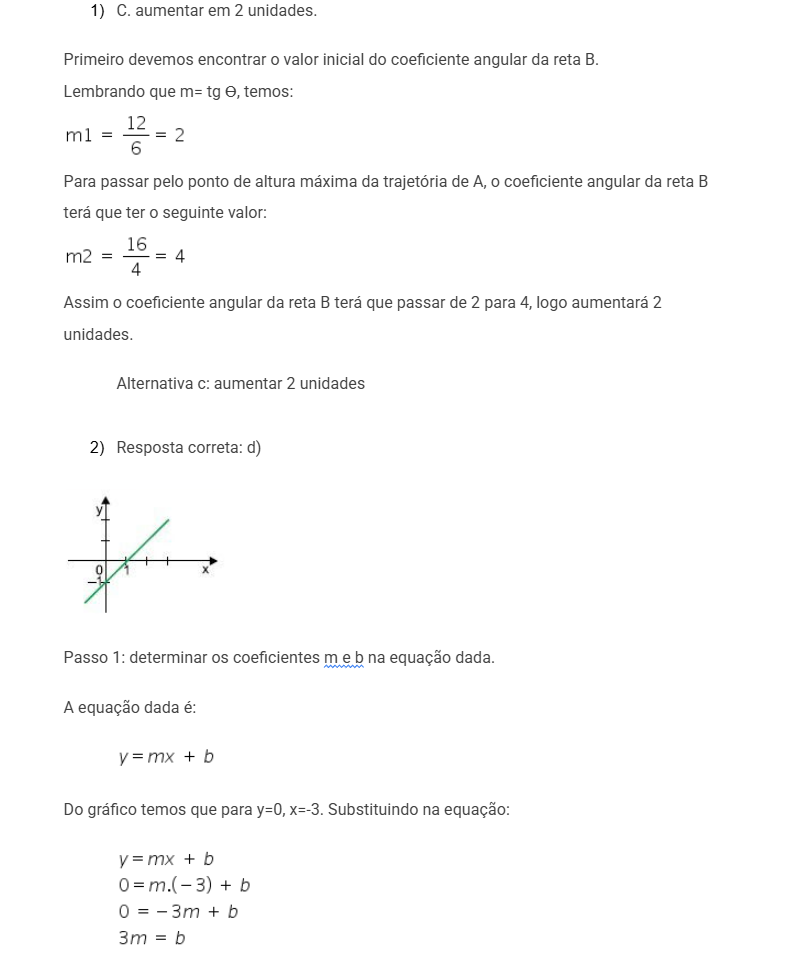 1) C. aumentar em 2 unidades.
Primeiro devemos encontrar o valor inicial do coeficiente angular da reta B.
Lembrando que m= tg Ɵ, temos:
m1 = 12/6 = 2
Para passar pelo ponto de altura máxima da trajetória de A, o coeficiente angular da reta B
terá que ter o seguinte valor:
m2 = 16/4 = 4
Assim o coeficiente angular da reta B terá que passar de 2 para 4, logo aumentará 2
unidades.
Alternativa c: aumentar 2 unidades
2) Resposta correta: d)
y
0 1 x
-1
Passo 1: determinar os coeficientes m e b na equação dada.
A equação dada é:
y = mx + b
Do gráfico temos que para y=0, x=-3. Substituindo na equação:
y = mx + b
0 = m.(− 3) + b
0 = − 3m + b
3m = b